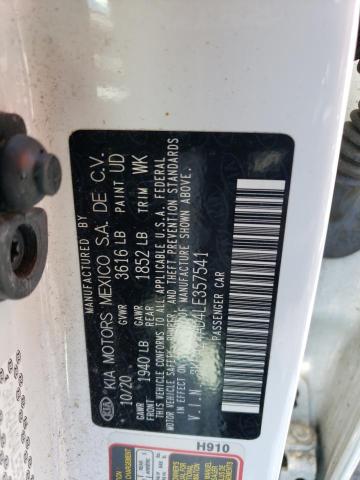 MANUFACTURED BY
KIA MOTORS MEXICO S.A. DE C.V.
10/20 GVWR 3616 LB PAINT UD
GAWR FRONT 1940 LB GAWR REAR 1852 LB TRIM WK
THIS VEHICLE CONFORMS TO ALL APPLICABLE U.S.A. FEDERAL
MOTOR VEHICLE SAFETY, BUMPER, AND THEFT PREVENTION STANDARDS
IN EFFECT ON THE DATE OF MANUFACTURE SHOWN ABOVE.
V.I.N. LE357541
PASSENGER CAR
H910